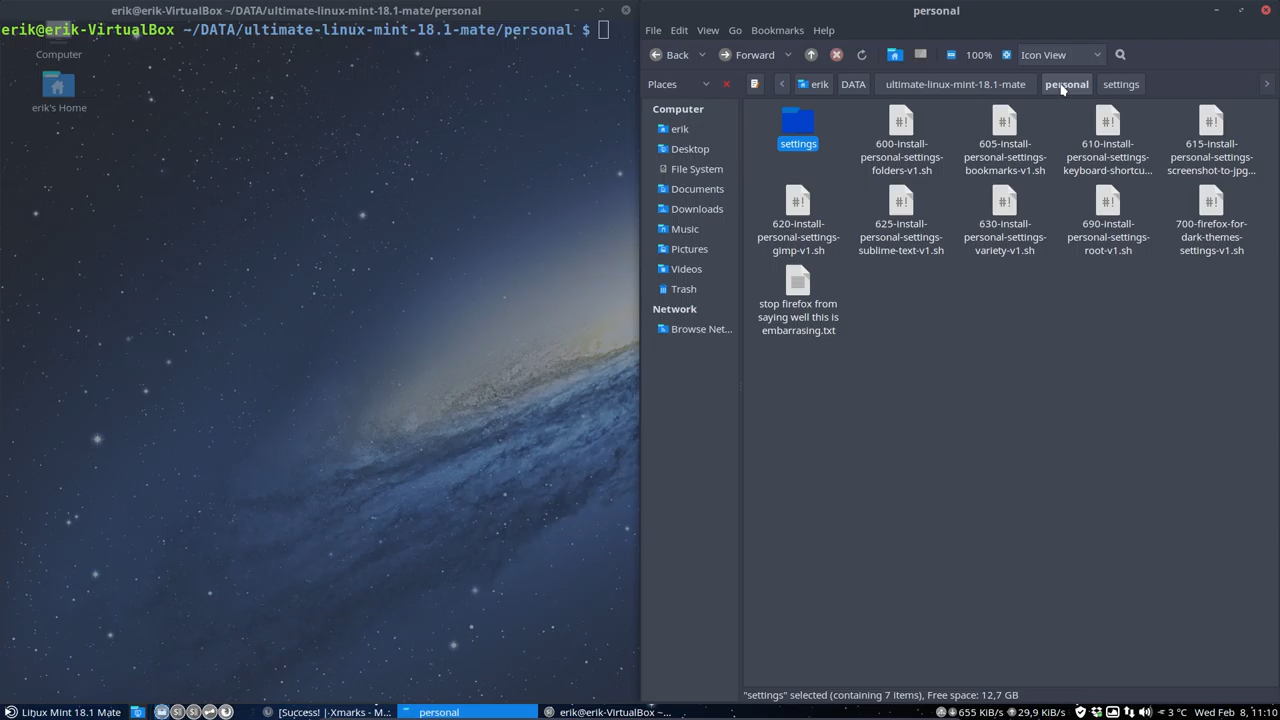 erik@erik-VirtualBox ~/DATA/ultimate-linux-mint-18.1-mate/personal
erik@erik-VirtualBox ~/DATA/ultimate-linux-mint-18.1-mate/personal $
Computer
erik's Home
personal
File Edit View Go Bookmarks Help
Back Forward 100% Icon View
Places erik DATA ultimate-linux-mint-18.1-mate personal settings
Computer
erik
Desktop
File System
Documents
Downloads
Music
Pictures
Videos
Trash
Network
Browse Net...
settings
#!
600-install-
personal-settings-
folders-v1.sh
#!
605-install-
personal-settings-
bookmarks-v1.sh
#!
610-install-
personal-settings-
keyboard-shortcu...
#!
615-install-
personal-settings-
screenshot-to-jpg...
#!
620-install-
personal-settings-
gimp-v1.sh
#!
625-install-
personal-settings-
sublime-text-v1.sh
#!
630-install-
personal-settings-
variety-v1.sh
#!
690-install-
personal-settings-
root-v1.sh
#!
700-firefox-for-
dark-themes-
settings-v1.sh
stop firefox from
saying well this is
embarrasing.txt
"settings" selected (containing 7 items), Free space: 12,7 GB
Linux Mint 18.1 Mate [Success! | Xmarks - M... personal erik@erik-VirtualBox ~... 655 KiB/s 29,9 KiB/s 3 °C Wed Feb 8, 11:10